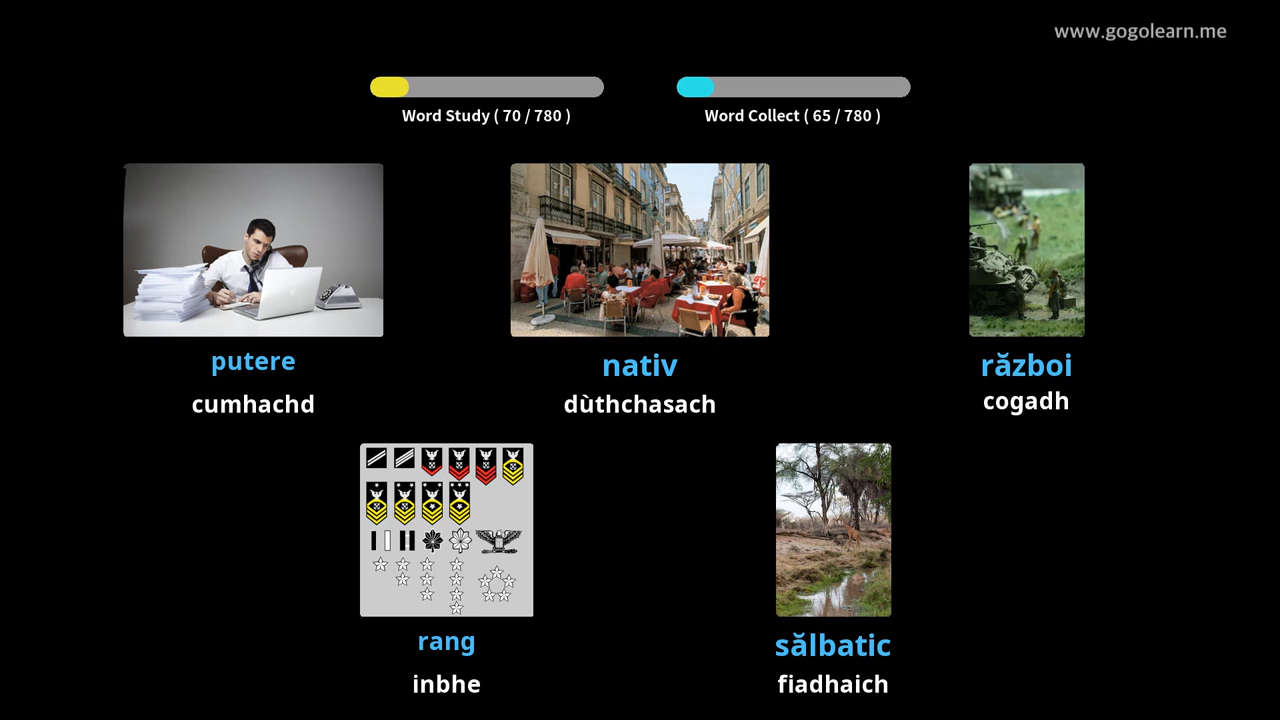 www.gogolearn.me
Word Study ( 70 / 780 )
Word Collect ( 65 / 780 )
putere
cumhachd
nativ
dùthchasach
război
cogadh
rang
inbhe
sălbatic
fiadhaich